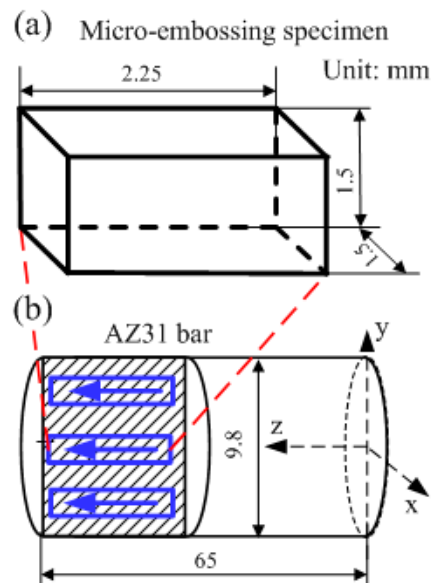 (a) Micro-embossing specimen
Unit: mm
2.25
1.5
1.5
(b)
AZ31 bar
y
9.8
z
x
65